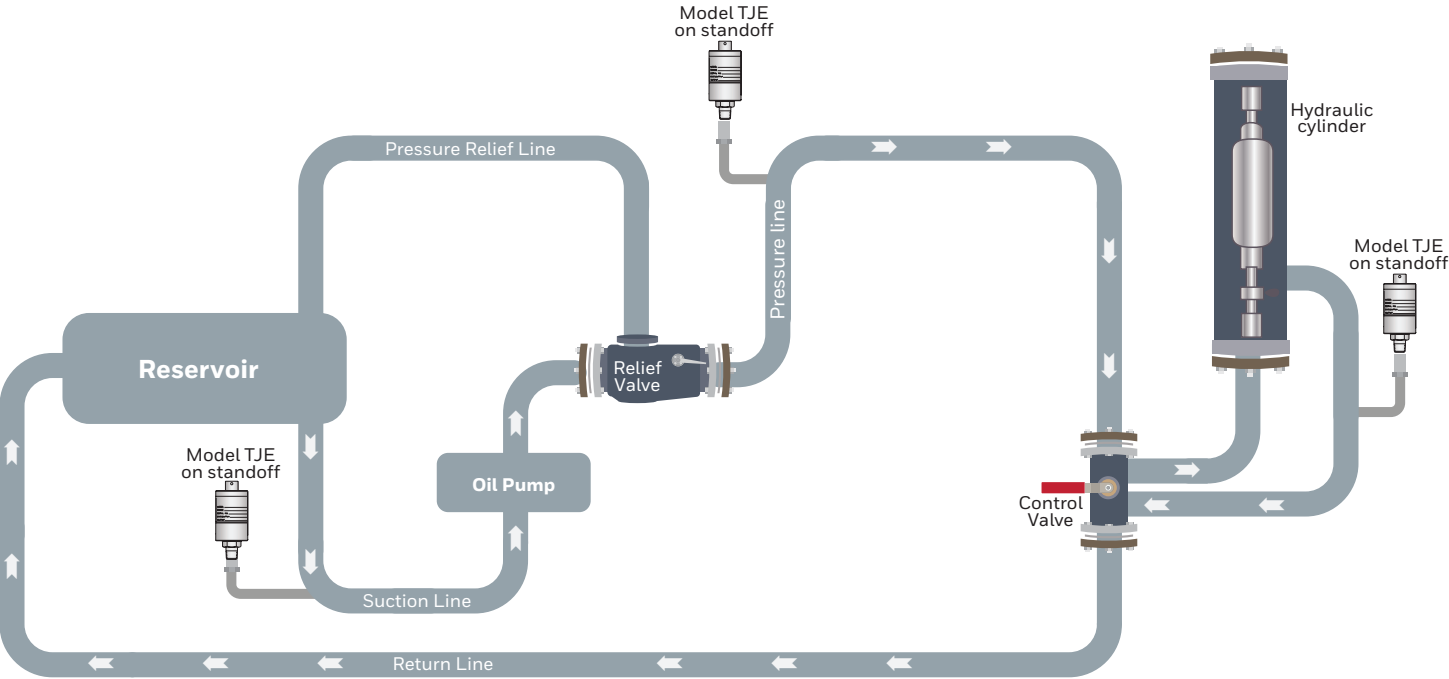 Model TJE
on standoff
Hydraulic
cylinder
Pressure Relief Line
Pressure line
Model TJE
on standoff
Reservoir
Relief
Valve
Model TJE
on standoff
Oil Pump
Control
Valve
Suction Line
Return Line